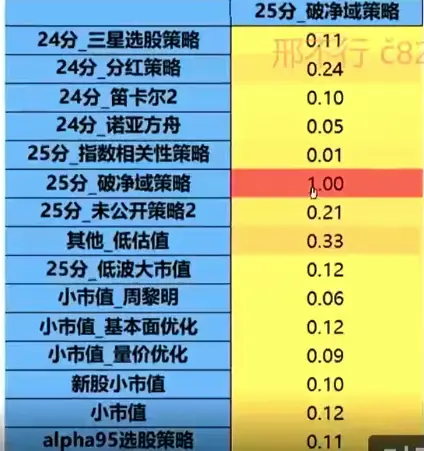 25分_破净域策略
24分_三星选股策略 0.11
24分_分红策略 0.24
24分_笛卡尔2 0.10
24分_诺亚方舟 0.05
25分_指数相关性策略 0.01
25分_破净域策略 1.00
25分_未公开策略2 0.21
其他_低估值 0.33
25分_低波大市值 0.12
小市值_周黎明 0.06
小市值_基本面优化 0.12
小市值_量价优化 0.09
新股小市值 0.10
小市值 0.12
alpha95选股策略 0.11
邢不行